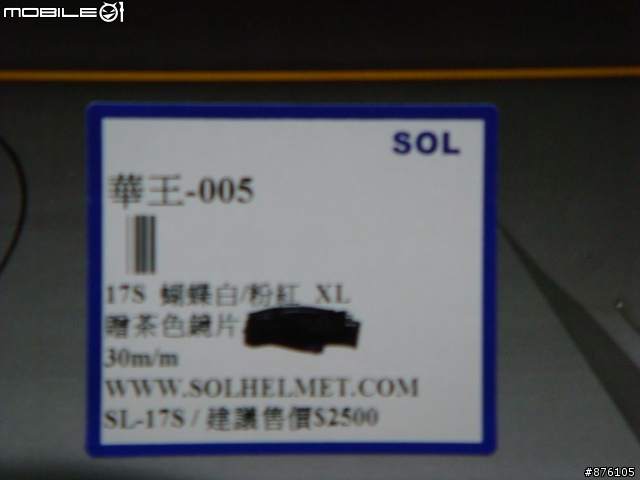 MOBILE01
SOL
華王-005
17S 蝴蝶白/粉紅 XL
贈茶色鏡片
30m/m
WWW.SOLHELMET.COM
SL-17S / 建議售價$2500
#876105